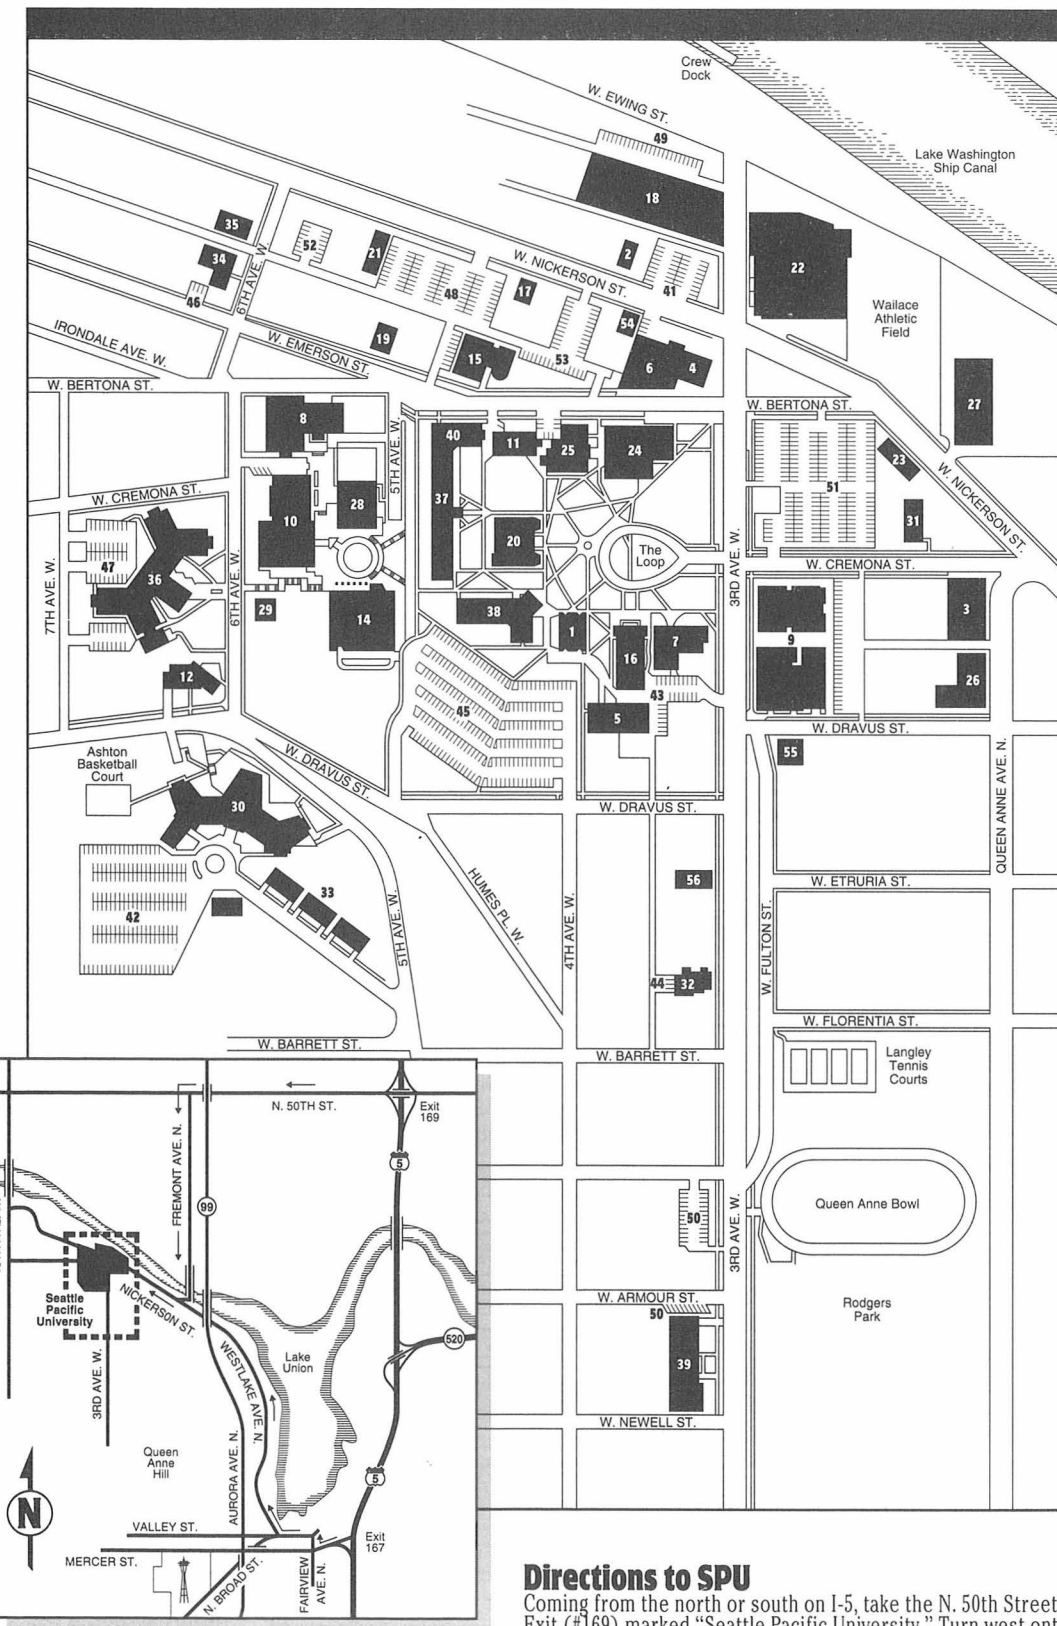 Crew
Dock
W. EWING ST.
49
Lake Washington
Ship Canal
18
35
52
21
2
22
34
6TH AVE. W.
W. NICKERSON ST.
46
48
17
41
Wallace
Athletic
Field
IRONDALE AVE. W.
19
W. EMERSON ST.
15
53
54
6
4
W. BERTONA ST.
W. BERTONA ST.
27
8
5TH AVE. W.
40
11
25
24
23
W. CREMONA ST.
28
37
51
W. NICKERSON ST.
10
20
The
Loop
3RD AVE. W.
31
47
36
7TH AVE. W.
6TH AVE. W.
W. CREMONA ST.
29
14
38
1
16
7
9
3
12
45
43
5
26
W. DRAVUS ST.
Ashton
Basketball
Court
W. DRAVUS ST.
55
QUEEN ANNE AVE. N.
30
W. DRAVUS ST.
33
HUMES PL. W.
56
W. ETRURIA ST.
42
5TH AVE. W.
4TH AVE. W.
W. FULTON ST.
44
32
W. FLORENTIA ST.
W. BARRETT ST.
W. BARRETT ST.
Langley
Tennis
Courts
N. 50TH ST.
Exit
169
FREMONT AVE. N.
99
5
Queen Anne Bowl
50
3RD AVE. W.
Seattle
Pacific
University
NICKERSON ST.
W. ARMOUR ST.
50
Rodgers
Park
520
39
3RD AVE. W.
WESTLAKE AVE. N.
Lake
Union
W. NEWELL ST.
Queen
Anne
Hill
AURORA AVE. N.
5
N
VALLEY ST.
Exit
167
MERCER ST.
N. BROAD ST.
FAIRVIEW
AVE. N.
Directions to SPU
Coming from the north or south on I-5, take the N. 50th Street
Exit (#169) marked “Seattle Pacific University.” Turn west ont